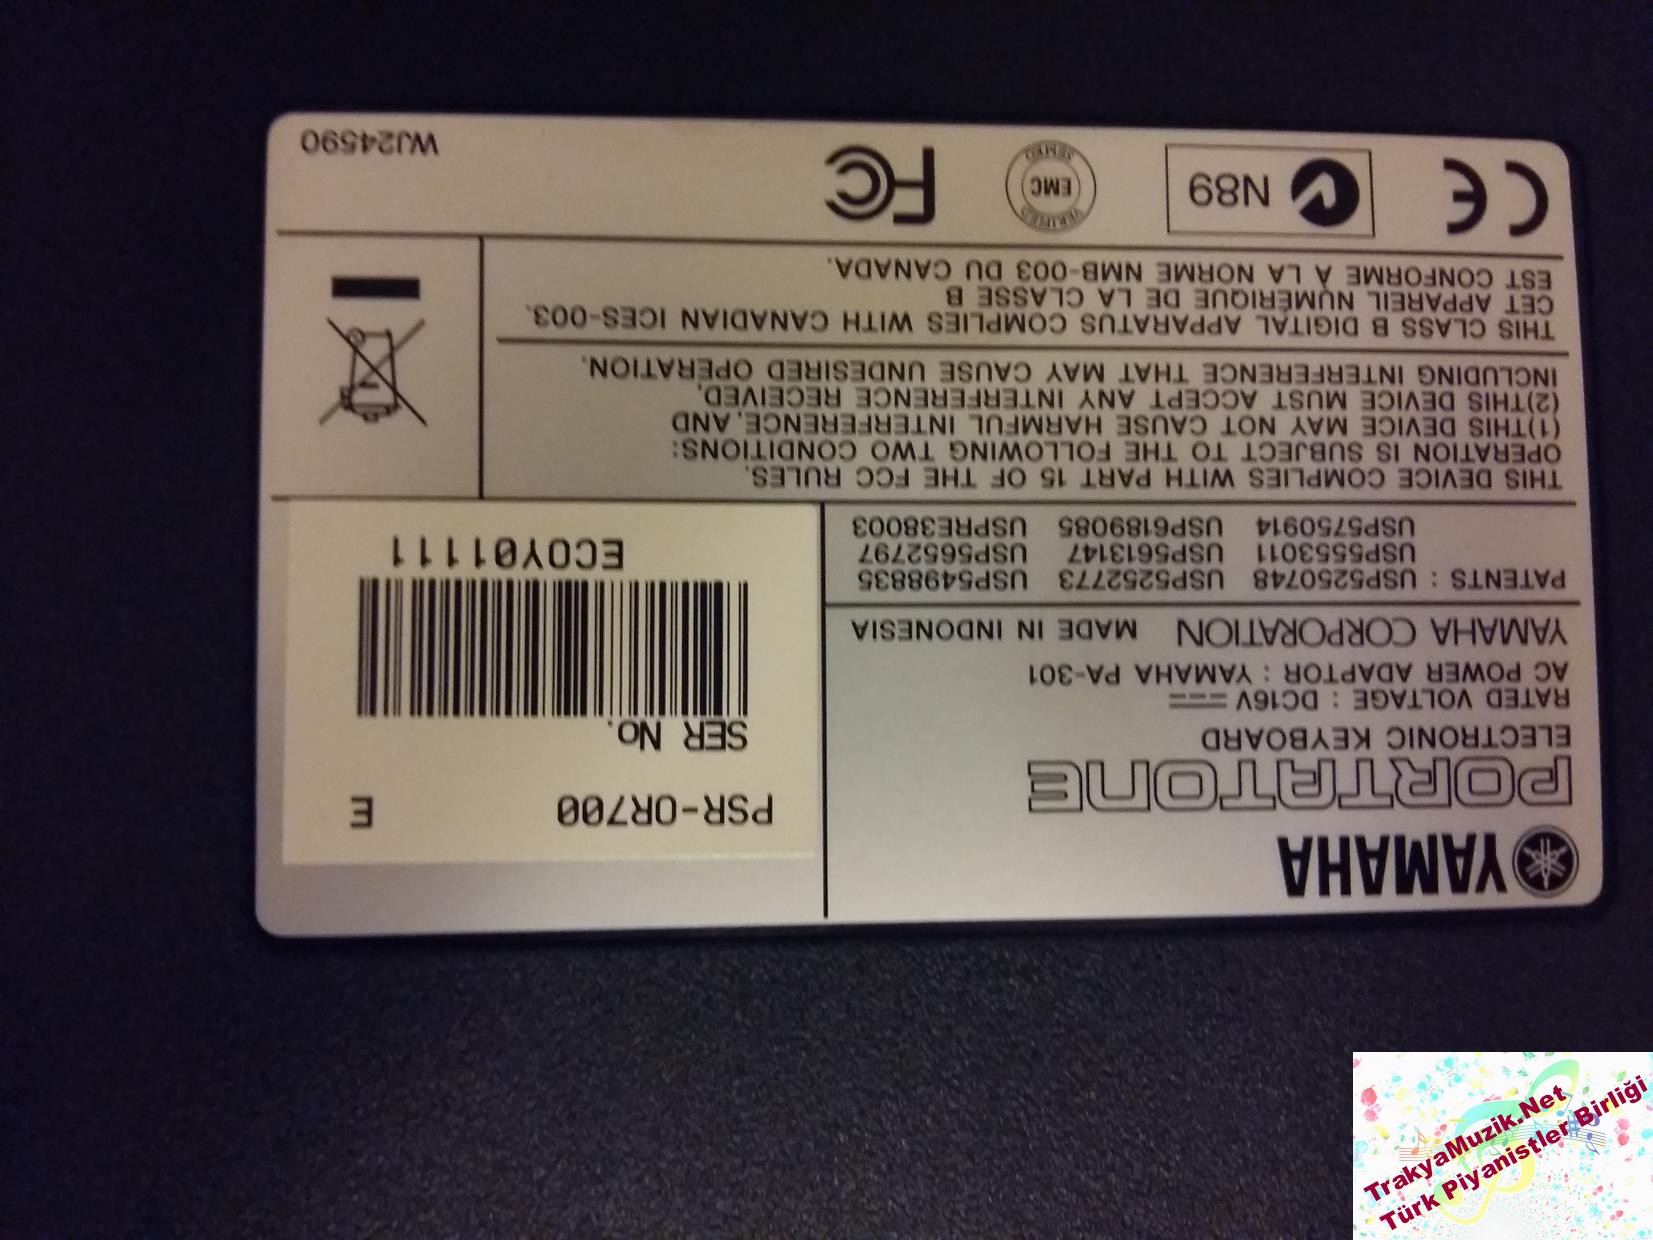 YAMAHA
PORTATONE
ELECTRONIC KEYBOARD
RATED VOLTAGE : DC16V
AC POWER ADAPTOR : YAMAHA PA-301
YAMAHA CORPORATION MADE IN INDONESIA
PATENTS : USP5250748 USP5252773 USP5498835
USP5553011 USP5613147 USP5652797
USP5750914 USP6189085 USPRE38003
PSR-OR700 E
SER No.
ECOY01111
THIS DEVICE COMPLIES WITH PART 15 OF THE FCC RULES.
OPERATION IS SUBJECT TO THE FOLLOWING TWO CONDITIONS:
(1)THIS DEVICE MAY NOT CAUSE HARMFUL INTERFERENCE, AND
(2)THIS DEVICE MUST ACCEPT ANY INTERFERENCE RECEIVED,
INCLUDING INTERFERENCE THAT MAY CAUSE UNDESIRED OPERATION.
THIS CLASS B DIGITAL APPARATUS COMPLIES WITH CANADIAN ICES-003.
CET APPAREIL NUMÉRIQUE DE LA CLASSE B
EST CONFORME À LA NORME NMB-003 DU CANADA.
CE N89 VERIFIED EMC SEMKO FC
WJ24590
TrakyaMuzik.Net
Türk Piyanistler Birliği